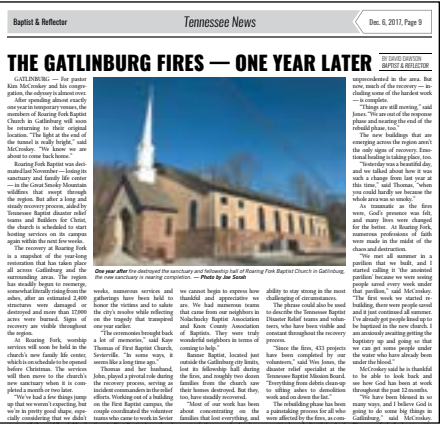 Baptist & Reflector
Tennessee News
Dec. 6, 2017, Page 9
THE GATLINBURG FIRES — ONE YEAR LATER
BY DAVID DAWSON
BAPTIST & REFLECTOR
GATLINBURG — For pastor
Kim McCroskey and his congre-
gation, the odyssey is almost over.
After spending almost exactly
one year in temporary venues, the
members of Roaring Fork Baptist
Church in Gatlinburg will soon
be returning to their original
location. “The light at the end of
the tunnel is really bright,” said
McCroskey. “We know we are
about to come back home.”
Roaring Fork Baptist was deci-
mated last November — losing its
sanctuary and family life center
— in the Great Smoky Mountain
wildfires that swept through
the region. But after a long and
steady recovery process, aided by
Tennessee Baptist disaster relief
teams and Builders for Christ,
the church is scheduled to start
hosting services on its campus
again within the next few weeks.
The recovery at Roaring Fork
is a snapshot of the year-long
restoration that has taken place
all across Gatlinburg and the
surrounding areas. The region
has steadily begun to reemerge,
somewhat literally rising from the
ashes, after an estimated 2,400
structures were damaged or
destroyed and more than 17,000
acres were burned. Signs of
recovery are visible throughout
the region.
At Roaring Fork, worship
services will soon be held in the
church’s new family life center,
which is on schedule to be opened
before Christmas. The services
will then move to the church’s
new sanctuary when it is com-
pleted a month or two later.
“We’ve had a few things jump
up that we weren’t expecting, but
we’re in pretty good shape, espe-
cially considering that we didn’t
One year after fire destroyed the sanctuary and fellowship hall of Roaring Fork Baptist Church in Gatlinburg,
the new sanctuary is nearing completion. — Photo by Joe Sorah
weeks, numerous services and
gatherings have been held to
honor the victims and to salute
the city’s resolve while reflecting
on the tragedy that transpired
one year earlier.
“The ceremonies brought back
a lot of memories,” said Kaye
Thomas of First Baptist Church,
Sevierville. “In some ways, it
seems like a long time ago.”
Thomas and her husband,
John, played a pivotal role during
the recovery process, serving as
incident commanders in the relief
efforts. Working out of a building
on the First Baptist campus, the
couple coordinated the volunteer
teams who came to work in Sevier
we cannot begin to express how
thankful and appreciative we
are. We had numerous teams
that came from our neighbors in
Nolachucky Baptist Association
and Knox County Association
of Baptists. They were truly
wonderful neighbors in terms of
coming to help.”
Banner Baptist, located just
outside the Gatlinburg city limits,
lost its fellowship hall during
the fires, and roughly two dozen
families from the church saw
their homes destroyed. But they,
too, have steadily recovered.
“Most of our work has been
about concentrating on the
families that lost everything, and
ability to stay strong in the most
challenging of circumstances.
The phrase could also be used
to describe the Tennessee Baptist
Disaster Relief teams and volun-
teers, who have been visible and
constant throughout the recovery
process.
“Since the fires, 433 projects
have been completed by our
volunteers,” said Wes Jones, the
disaster relief specialist at the
Tennessee Baptist Mission Board.
“Everything from debris clean-up
to sifting ashes to demolition
work and on down the list.”
The rebuilding phase has been
a painstaking process for all who
were affected by the fires, as com-
unprecedented in the area. But
now, much of the recovery — in-
cluding some of the hardest work
— is complete.
“Things are still moving,” said
Jones. “We are out of the response
phase and nearing the end of the
rebuild phase, too.”
The new buildings that are
emerging across the region aren’t
the only signs of recovery. Emo-
tional healing is taking place, too.
“Yesterday was a beautiful day,
and we talked about how it was
such a change from last year at
this time,” said Thomas, “when
you could hardly see because the
whole area was so smoky.”
As traumatic as the fires
were, God’s presence was felt,
and many lives were changed
for the better. At Roaring Fork,
numerous professions of faith
were made in the midst of the
chaos and destruction.
“We met all summer in a
pavilion that we built, and I
started calling it ‘the anointed
pavilion’ because we were seeing
people saved every week under
that pavilion,” said McCroskey.
“The first week we started re-
building, there were people saved
and it just continued all summer.
I’ve already got people lined up to
be baptized in the new church. I
am anxiously awaiting getting the
baptistry up and going so that
we can get some people under
the water who have already been
under the blood.”
McCroskey said he is thankful
to be able to look back and
see how God has been at work
throughout the past 12 months.
“We have been blessed in so
many ways, and I believe God is
going to do some big things in
Gatlinburg,” said McCroskey.